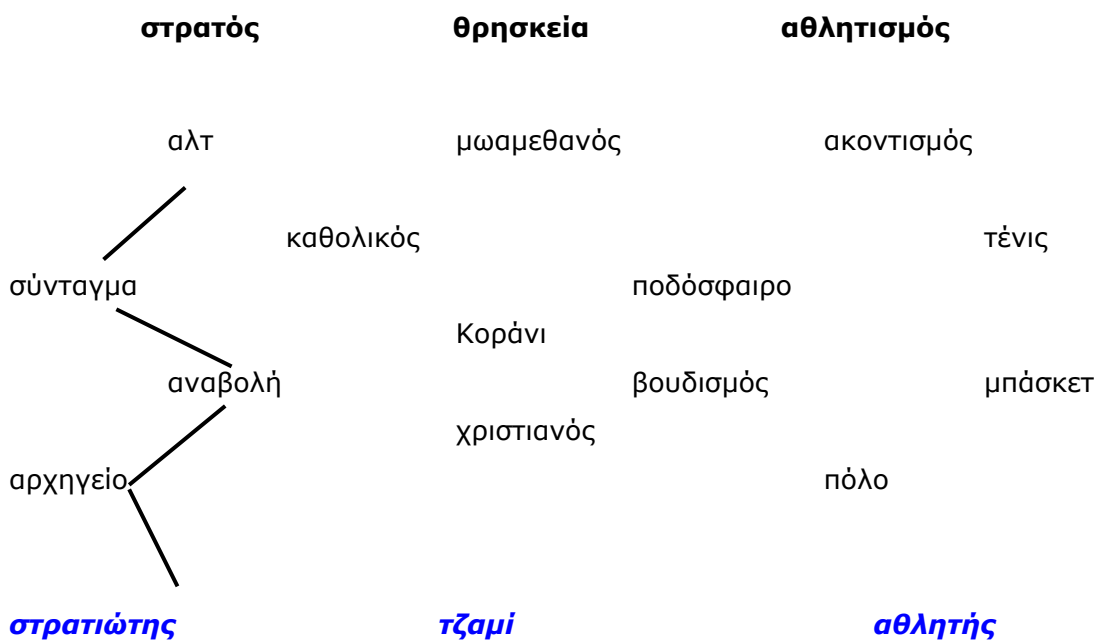 στρατός θρησκεία αθλητισμός
αλτ μωαμεθανός ακοντισμός
καθολικός τένις
σύνταγμα ποδόσφαιρο
Κοράνι
αναβολή βουδισμός μπάσκετ
χριστιανός
αρχηγείο πόλο
στρατιώτης τζαμί αθλητής